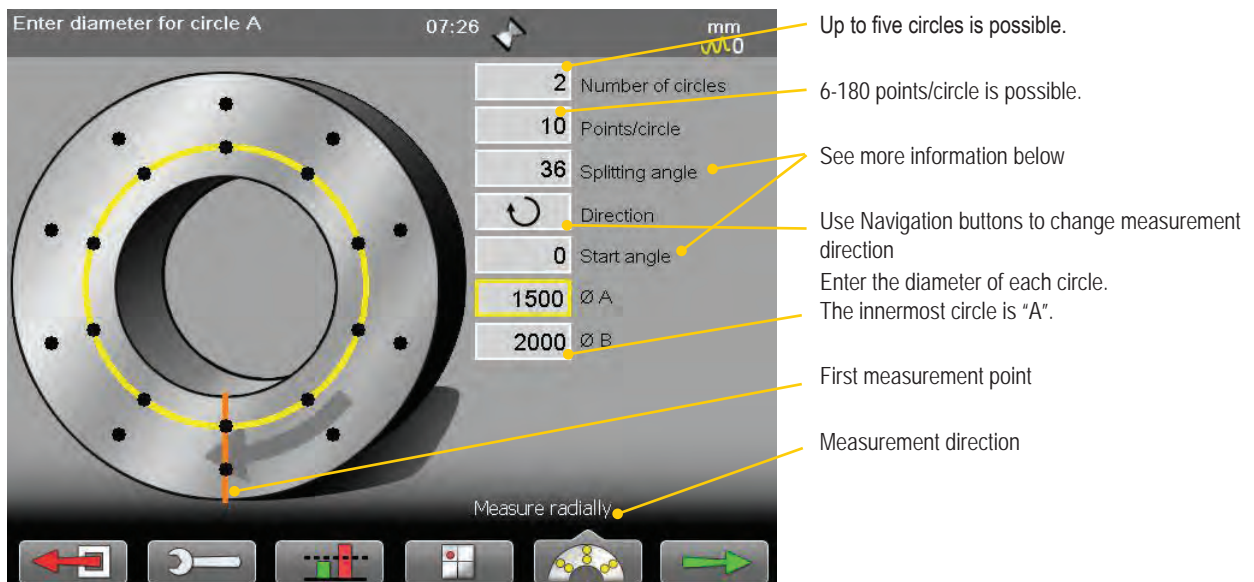 Enter diameter for circle A
07:26
mm
0
2 Number of circles
10 Points/circle
36 Splitting angle
Direction
0 Start angle
1500 Ø A
2000 Ø B
Measure radially
Up to five circles is possible.
6-180 points/circle is possible.
See more information below
Use Navigation buttons to change measurement
direction
Enter the diameter of each circle.
The innermost circle is “A”.
First measurement point
Measurement direction